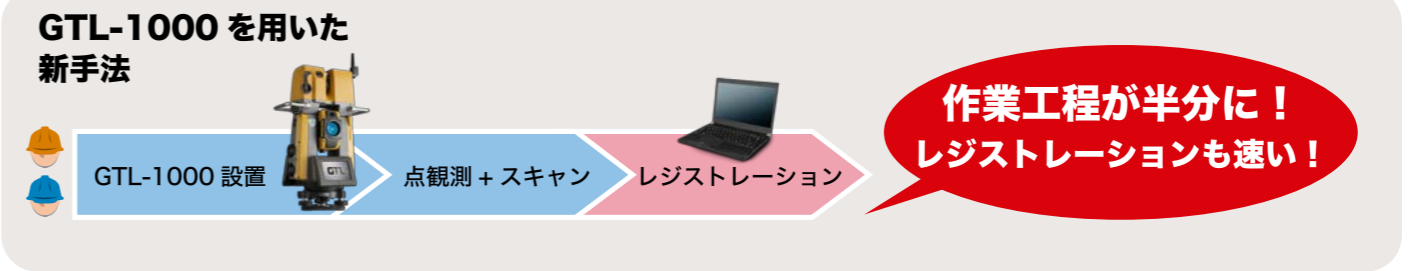 GTL-1000 を用いた
新手法
GTL-1000 設置
GTL
点観測 + スキャン
レジストレーション
作業工程が半分に！
レジストレーションも速い！